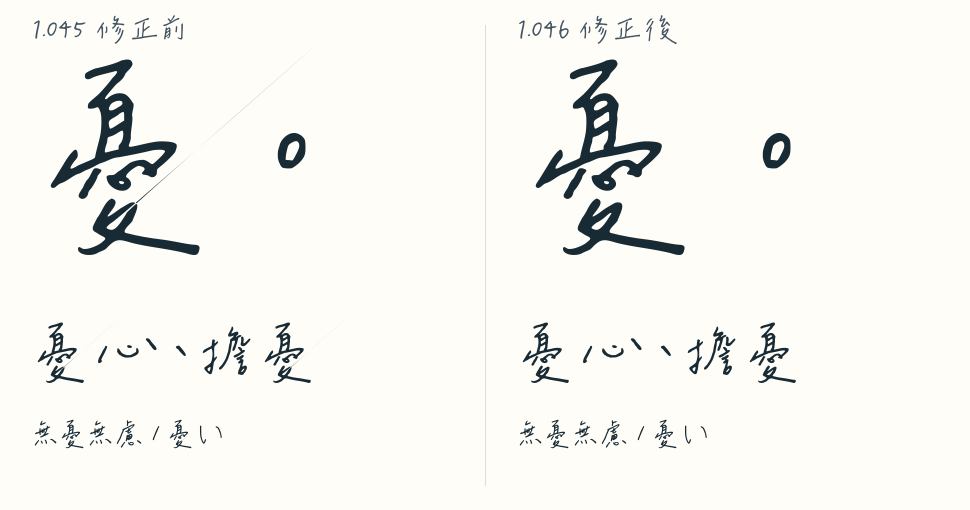 1.045 修正前
憂。
憂心、擔憂
無憂無慮/憂い
1.046 修正後
憂。
憂心、擔憂
無憂無慮/憂い